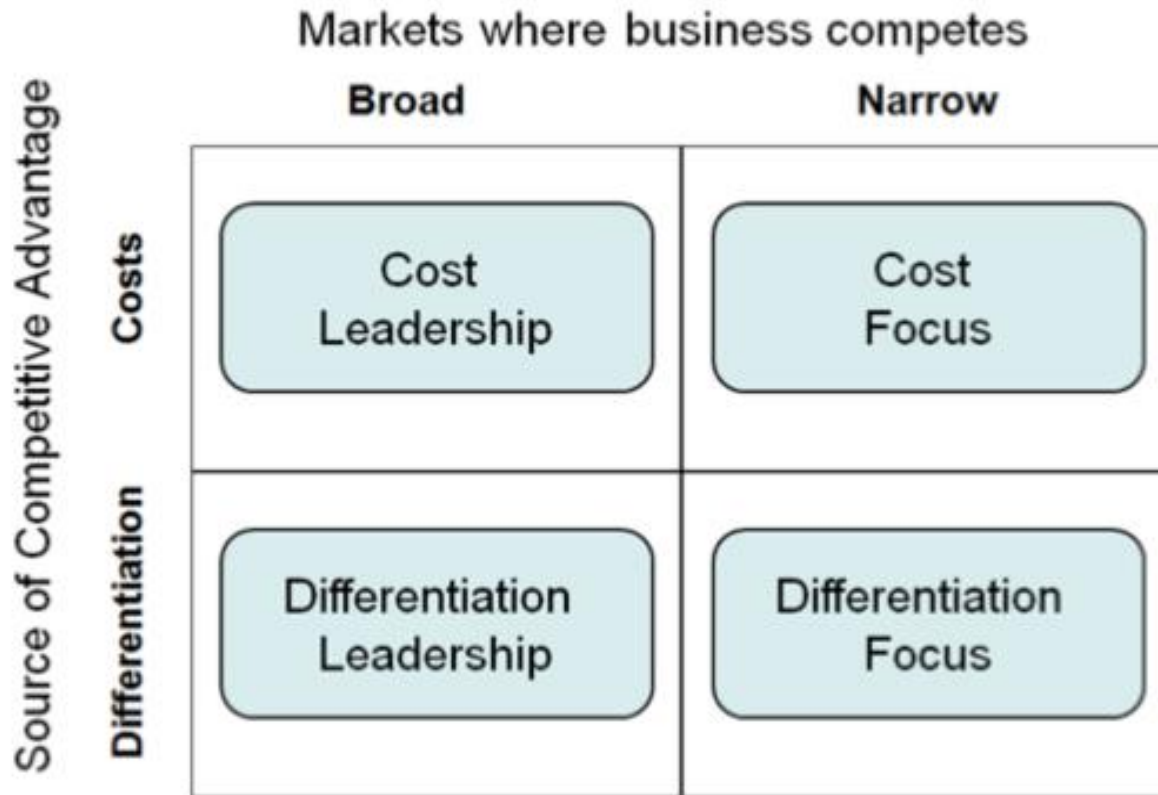 Markets where business competes
Broad
Narrow
Source of Competitive Advantage
Costs
Cost
Leadership
Cost
Focus
Differentiation
Differentiation
Leadership
Differentiation
Focus